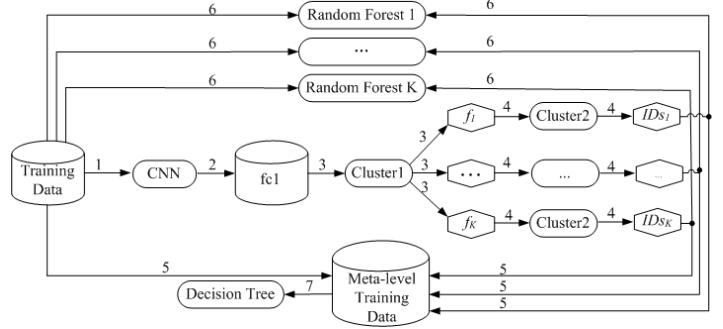 6 6
Random Forest 1
6 6
...
6 6
Random Forest K
f1 4 Cluster2 4 IDs1
3
Training
Data
1 CNN 2 fc1 3 Cluster1 3 ... 4 ... 4 ...
3
fK 4 Cluster2 4 IDsK
5 5
Meta-level
Training
Data
5
5
7
Decision Tree